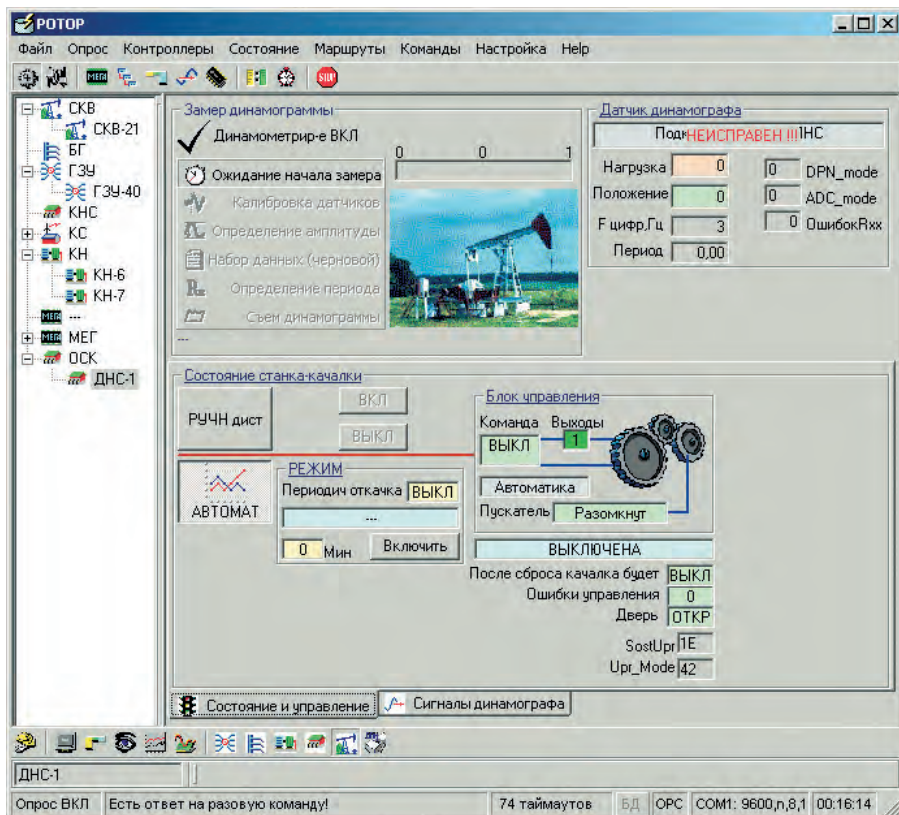 РОТОР
Файл Опрос Контроллеры Состояние Маршруты Команды Настройка Help
МЕГА STOP
СКВ
СКВ-21
БГ
ГЗУ
ГЗУ-40
КНС
КС
КН
КН-6
КН-7
МЕГА ---
МЕГА МЕГ
ОСК
ДНС-1
Замер динамограммы
Динамометрир-е ВКЛ
0 0 1
Ожидание начала замера
Калибровка датчиков
Определение амплитуды
Набор данных (черновой)
Определение периода
Съем динамограммы
---
Датчик динамографа
НЕИСПРАВЕН !!!
Нагрузка 0 0 DPN_mode
Положение 0 0 ADC_mode
F цифр,Гц 3 0 ОшибокRxx
Период 0,00
Состояние станка-качалки
РУЧН дист ВКЛ
ВЫКЛ
АВТОМАТ
РЕЖИМ
Периодич откачка ВЫКЛ
---
0 Мин Включить
Блок управления
Команда Выходы
ВЫКЛ 1
Автоматика
Пускатель Разомкнут
ВЫКЛЮЧЕНА
После сброса качалка будет ВЫКЛ
Ошибки управления 0
Дверь ОТКР
SostUpr 1E
Upr_Mode 42
Состояние и управление Сигналы динамографа
ДНС-1
Опрос ВКЛ Есть ответ на разовую команду! 74 таймаутов БД OPC COM1: 9600,n,8,1 00:16:14